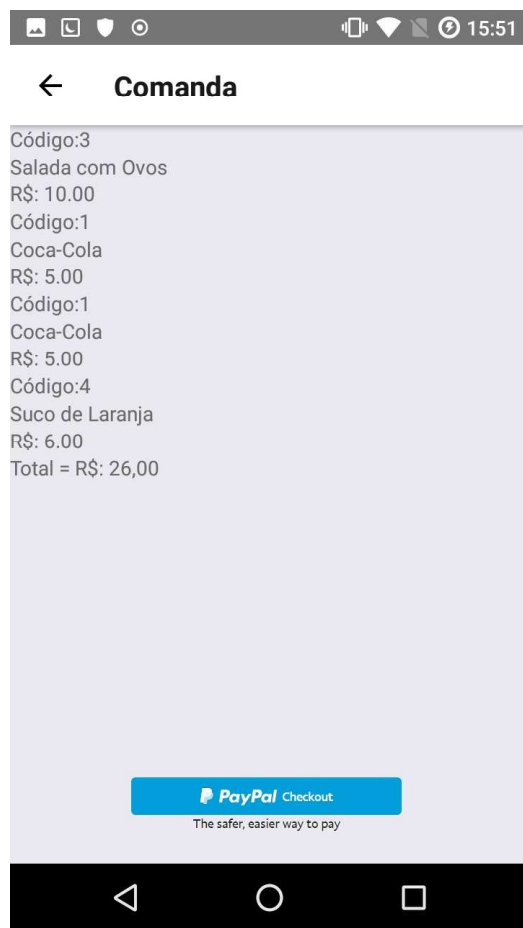 15:51
Comanda
Código:3
Salada com Ovos
R$: 10.00
Código:1
Coca-Cola
R$: 5.00
Código:1
Coca-Cola
R$: 5.00
Código:4
Suco de Laranja
R$: 6.00
Total = R$: 26,00
PayPal Checkout
The safer, easier way to pay